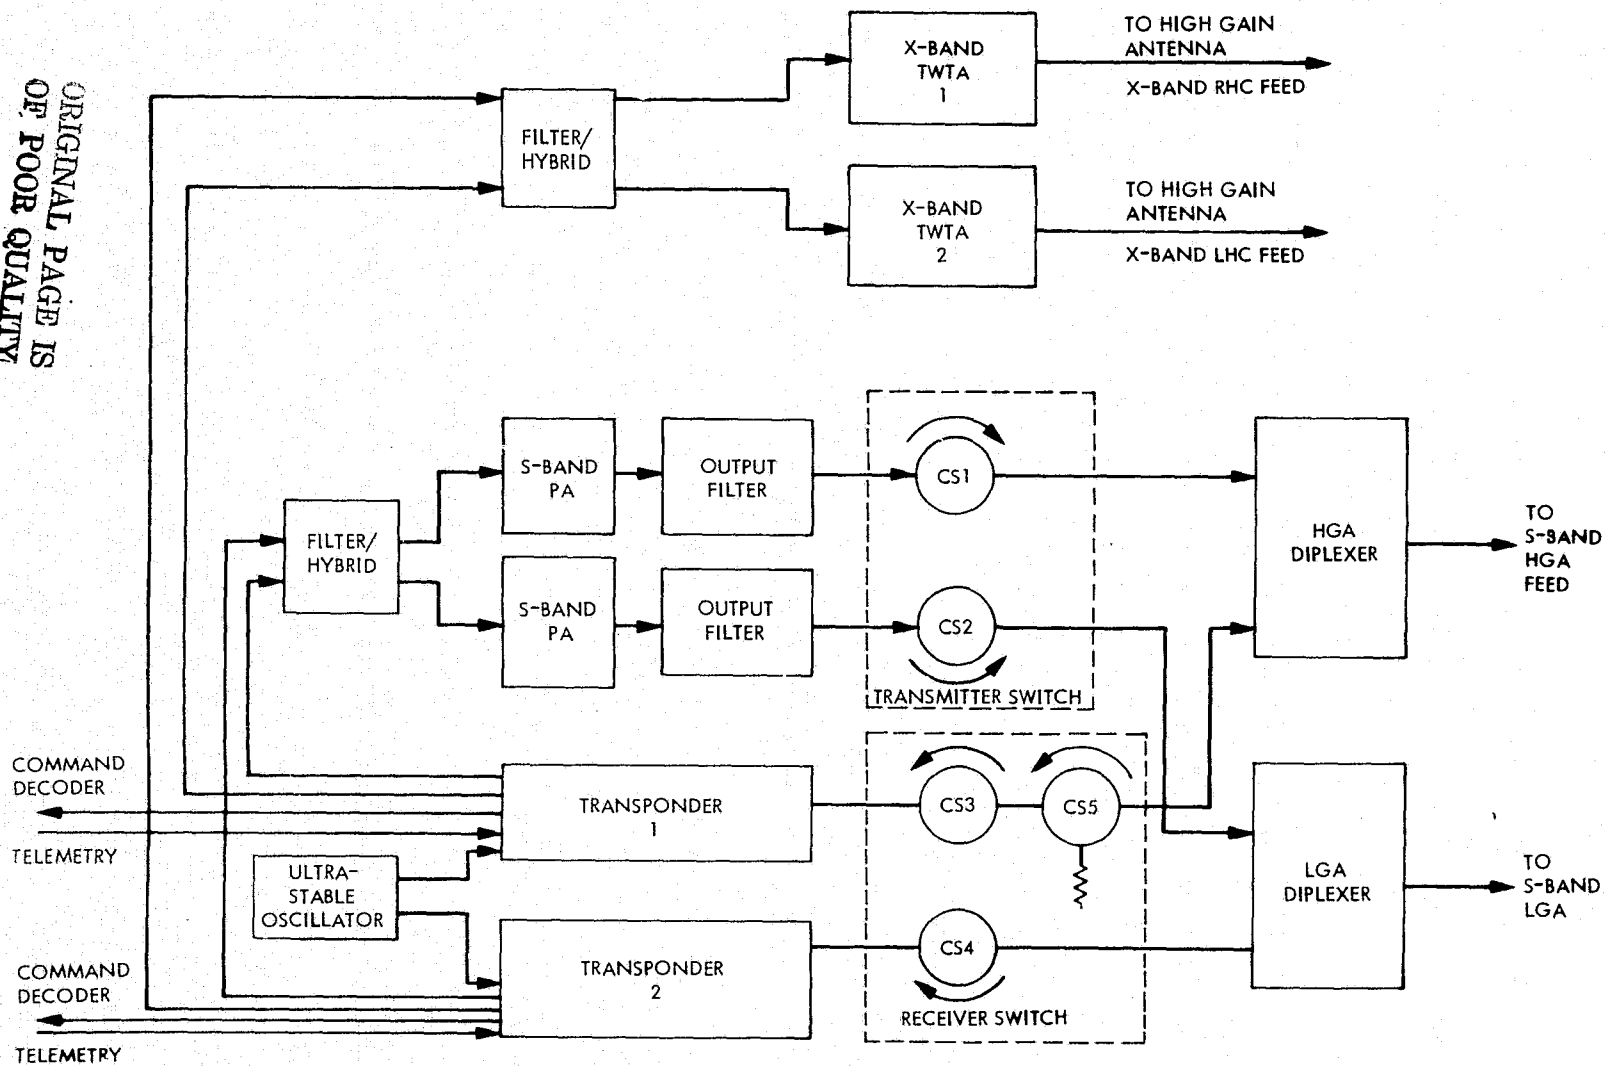 ORIGINAL PAGE IS
OF POOR QUALITY
X-BAND
TWTA
1
TO HIGH GAIN
ANTENNA
X-BAND RHC FEED
FILTER/
HYBRID
X-BAND
TWTA
2
TO HIGH GAIN
ANTENNA
X-BAND LHC FEED
S-BAND
PA
OUTPUT
FILTER
CS1
HGA
DIPLEXER
TO
S-BAND
HGA
FEED
FILTER/
HYBRID
S-BAND
PA
OUTPUT
FILTER
CS2
TRANSMITTER SWITCH
COMMAND
DECODER
TELEMETRY
TRANSPONDER
1
CS3
CS5
ULTRA-
STABLE
OSCILLATOR
LGA
DIPLEXER
TO
S-BAND
LGA
COMMAND
DECODER
TELEMETRY
TRANSPONDER
2
CS4
RECEIVER SWITCH